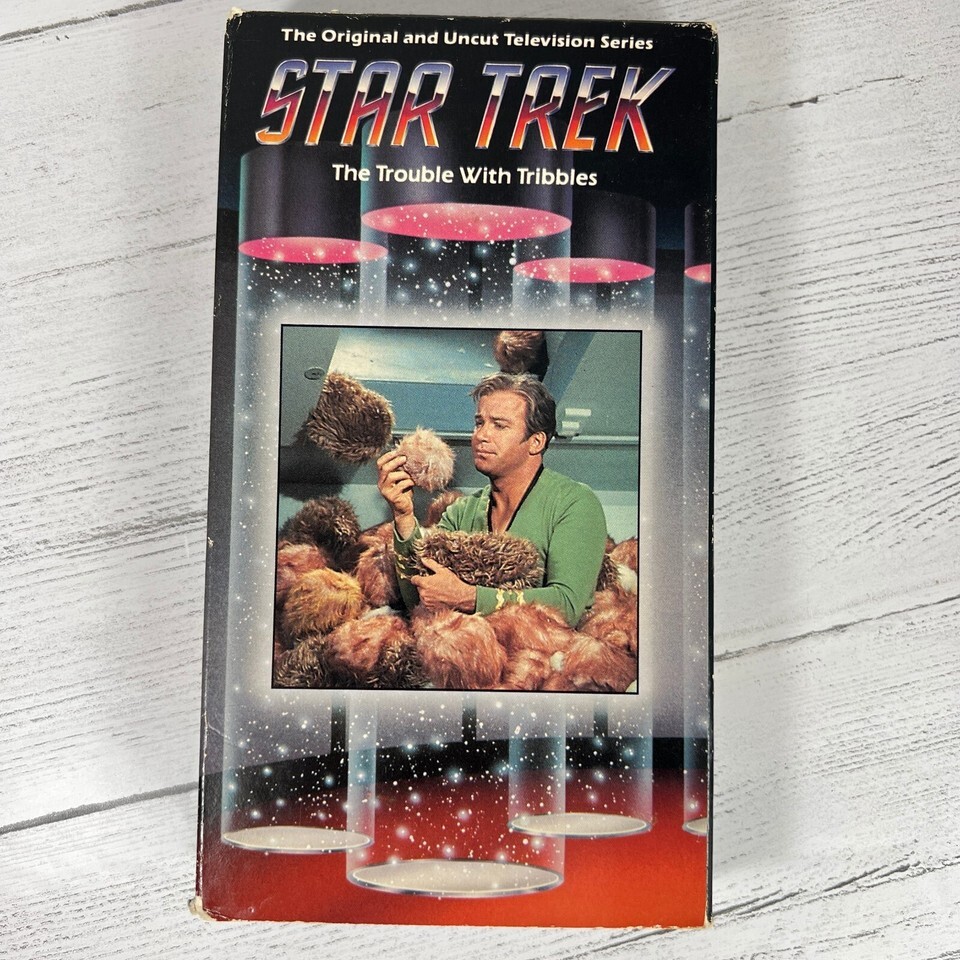 The Original and Uncut Television Series
STAR TREK
The Trouble With Tribbles